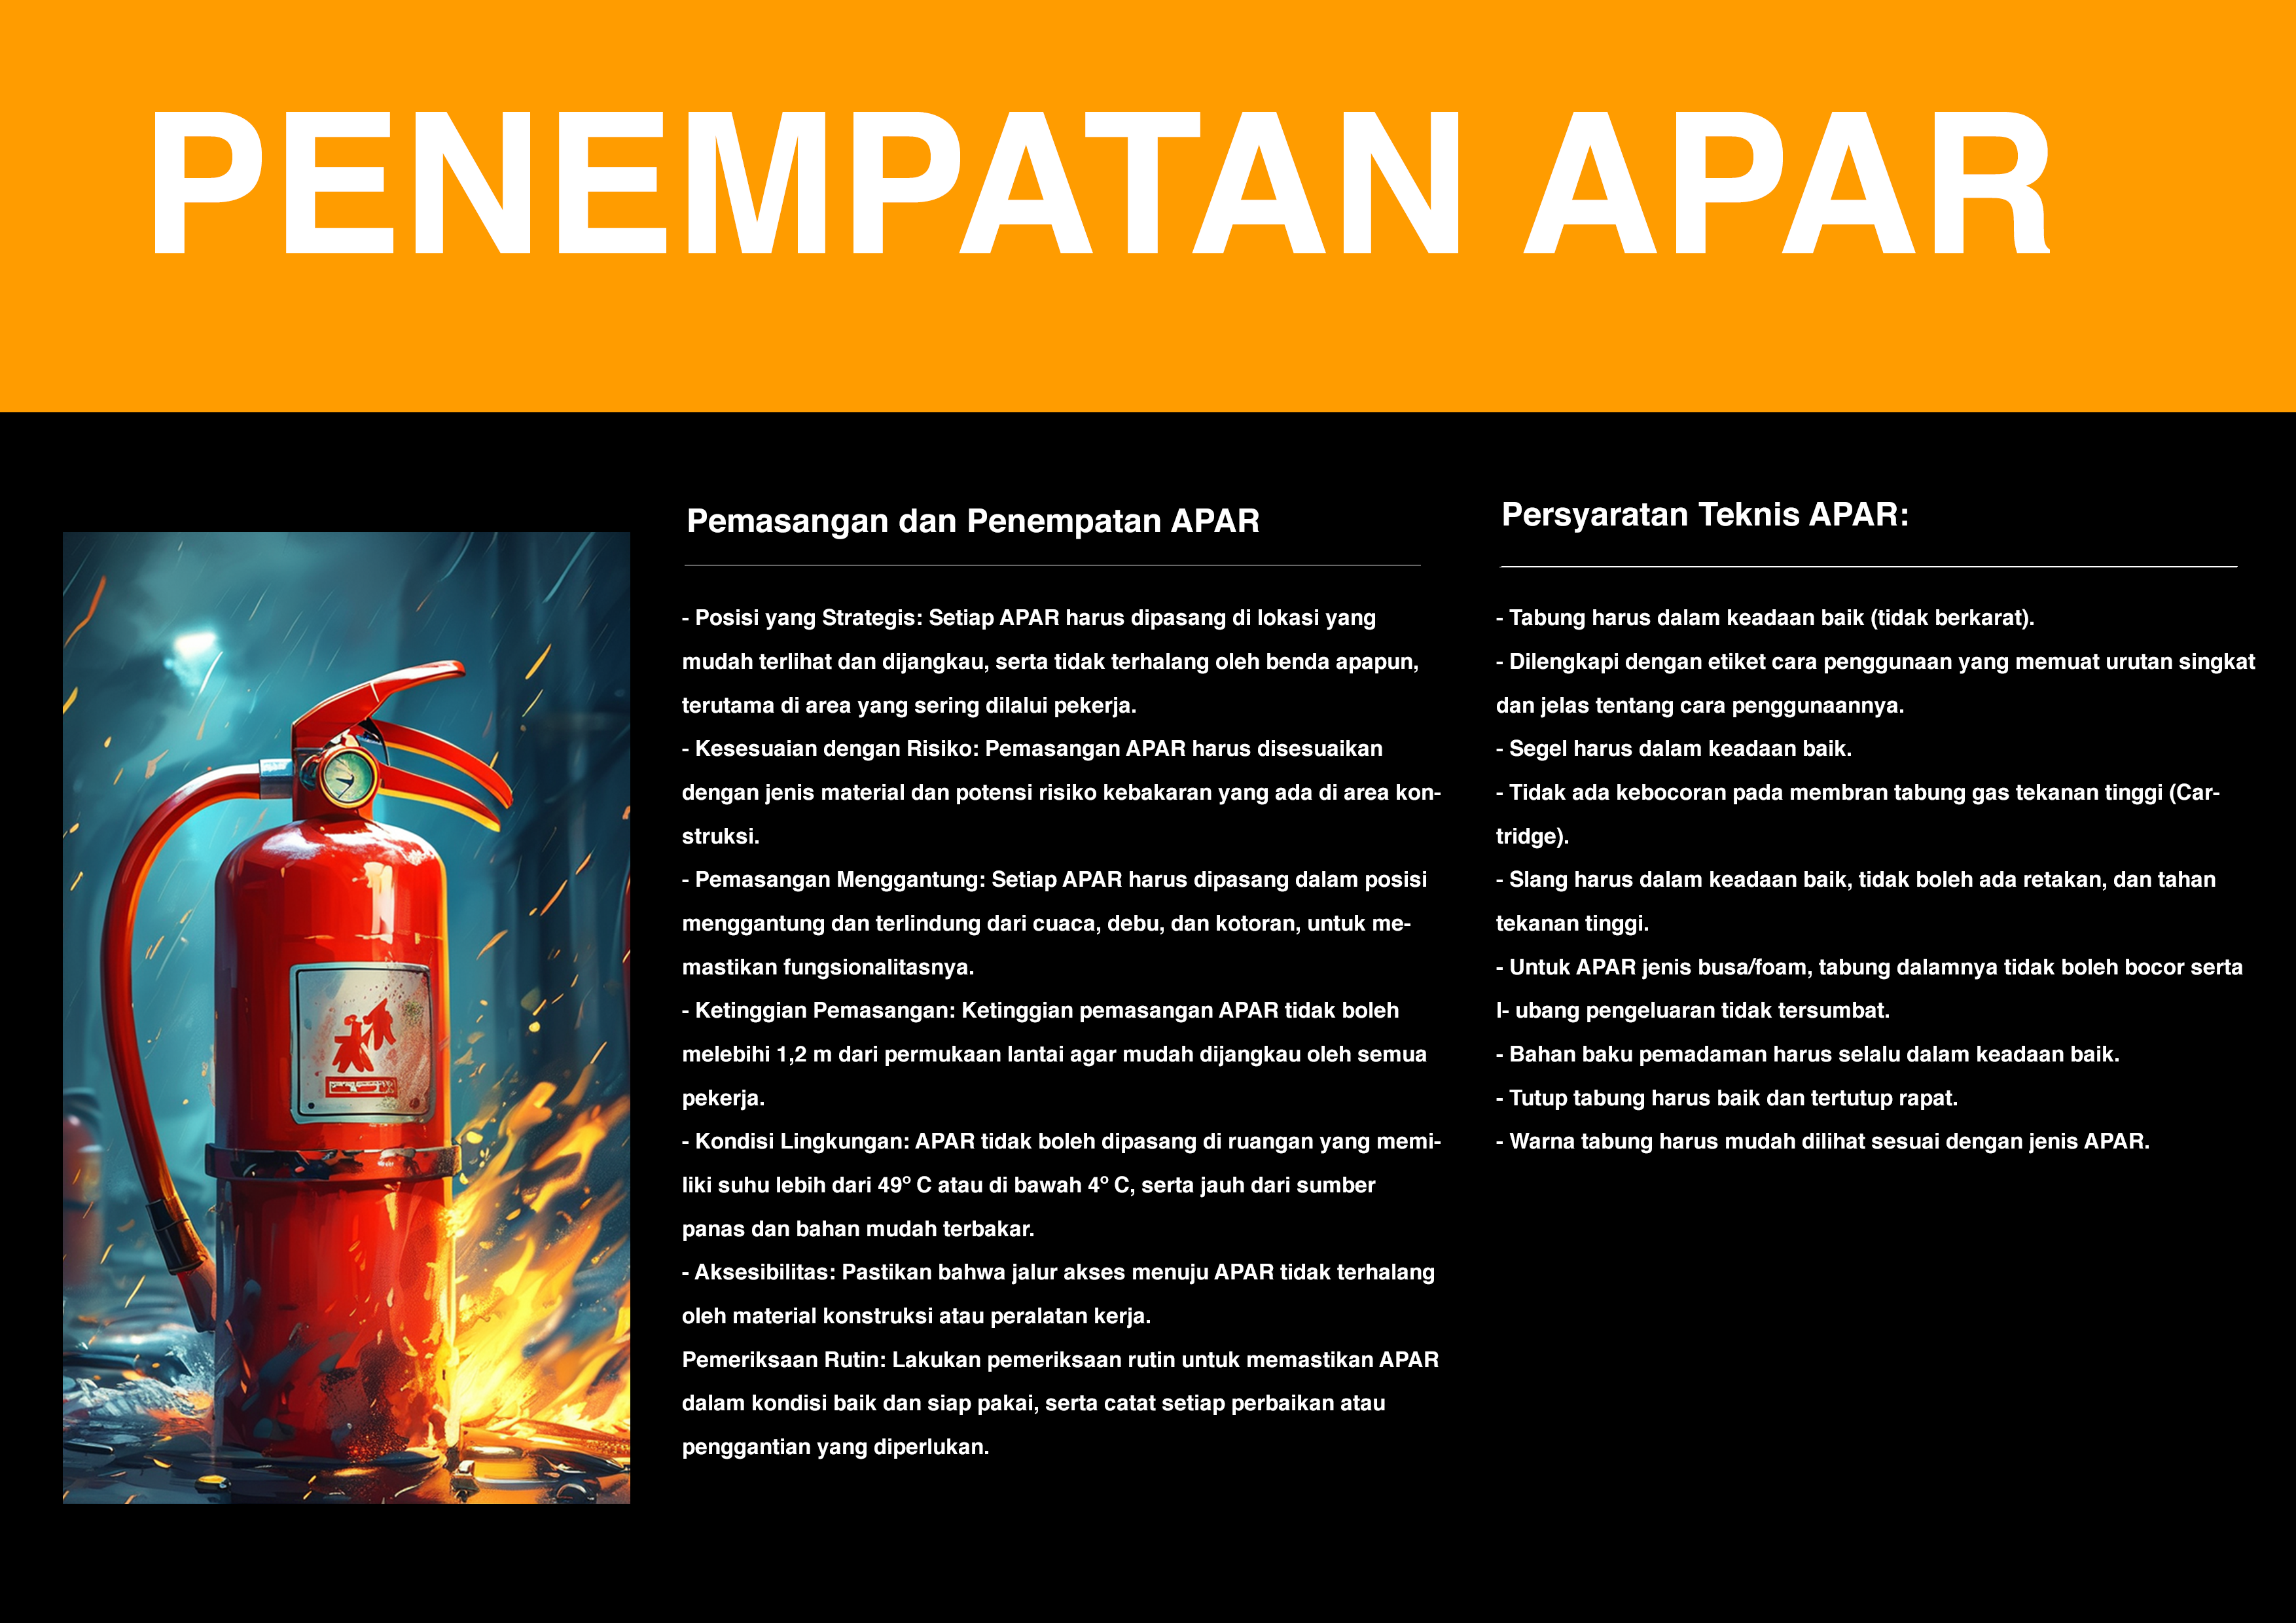 PENEMPATAN APAR
Pemasangan dan Penempatan APAR
- Posisi yang Strategis: Setiap APAR harus dipasang di lokasi yang
mudah terlihat dan dijangkau, serta tidak terhalang oleh benda apapun,
terutama di area yang sering dilalui pekerja.
- Kesesuaian dengan Risiko: Pemasangan APAR harus disesuaikan
dengan jenis material dan potensi risiko kebakaran yang ada di area kon-
struksi.
- Pemasangan Menggantung: Setiap APAR harus dipasang dalam posisi
menggantung dan terlindung dari cuaca, debu, dan kotoran, untuk me-
mastikan fungsionalitasnya.
- Ketinggian Pemasangan: Ketinggian pemasangan APAR tidak boleh
melebihi 1,2 m dari permukaan lantai agar mudah dijangkau oleh semua
pekerja.
- Kondisi Lingkungan: APAR tidak boleh dipasang di ruangan yang memi-
liki suhu lebih dari 49º C atau di bawah 4º C, serta jauh dari sumber
panas dan bahan mudah terbakar.
- Aksesibilitas: Pastikan bahwa jalur akses menuju APAR tidak terhalang
oleh material konstruksi atau peralatan kerja.
Pemeriksaan Rutin: Lakukan pemeriksaan rutin untuk memastikan APAR
dalam kondisi baik dan siap pakai, serta catat setiap perbaikan atau
penggantian yang diperlukan.
Persyaratan Teknis APAR:
- Tabung harus dalam keadaan baik (tidak berkarat).
- Dilengkapi dengan etiket cara penggunaan yang memuat urutan singkat
dan jelas tentang cara penggunaannya.
- Segel harus dalam keadaan baik.
- Tidak ada kebocoran pada membran tabung gas tekanan tinggi (Car-
tridge).
- Slang harus dalam keadaan baik, tidak boleh ada retakan, dan tahan
tekanan tinggi.
- Untuk APAR jenis busa/foam, tabung dalamnya tidak boleh bocor serta
l- ubang pengeluaran tidak tersumbat.
- Bahan baku pemadaman harus selalu dalam keadaan baik.
- Tutup tabung harus baik dan tertutup rapat.
- Warna tabung harus mudah dilihat sesuai dengan jenis APAR.